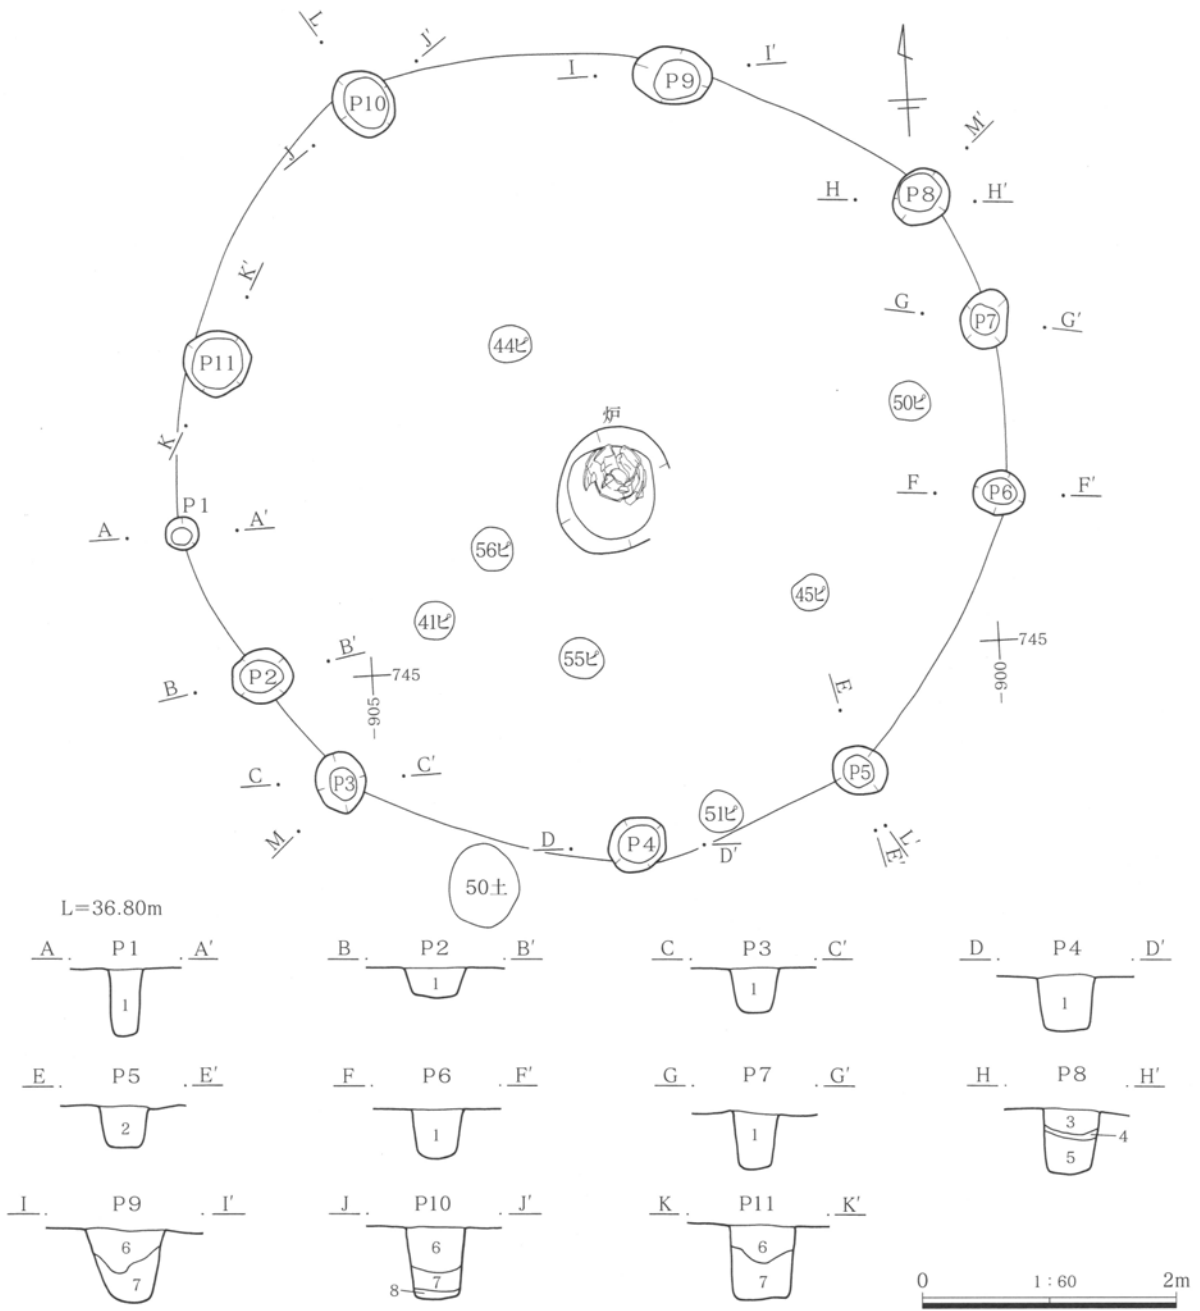 L
J'
I
I'
P10
P9
M'
J
H
P8
H'
K'
G
P7
G'
P11
44ピ
50ピ
炉
K
F
P6
F'
P1
A
A'
56ピ
45ピ
41ピ
55ピ
B'
745
-905
745
-900
B
P2
E
C
P3
C'
P5
51ピ
M
D
P4
D'
L'
E'
50土
L=36.80m
A P1 A'
B P2 B'
C P3 C'
D P4 D'
1
1
1
1
E P5 E'
F P6 F'
G P7 G'
H P8 H'
2
1
1
3
4
5
I P9 I'
J P10 J'
K P11 K'
6
7
6
7
8
6
7
0 1:60 2m